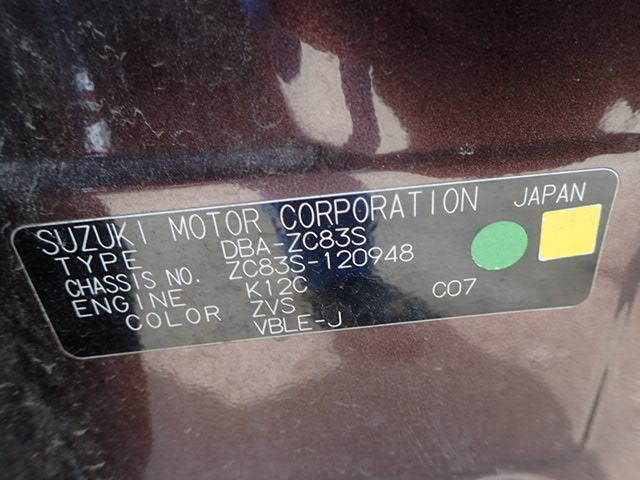 SUZUKI MOTOR CORPORATION JAPAN
TYPE DBA-ZC83S
CHASSIS NO. ZC83S-120948
ENGINE K12C C07
COLOR ZVS
VBLE-J